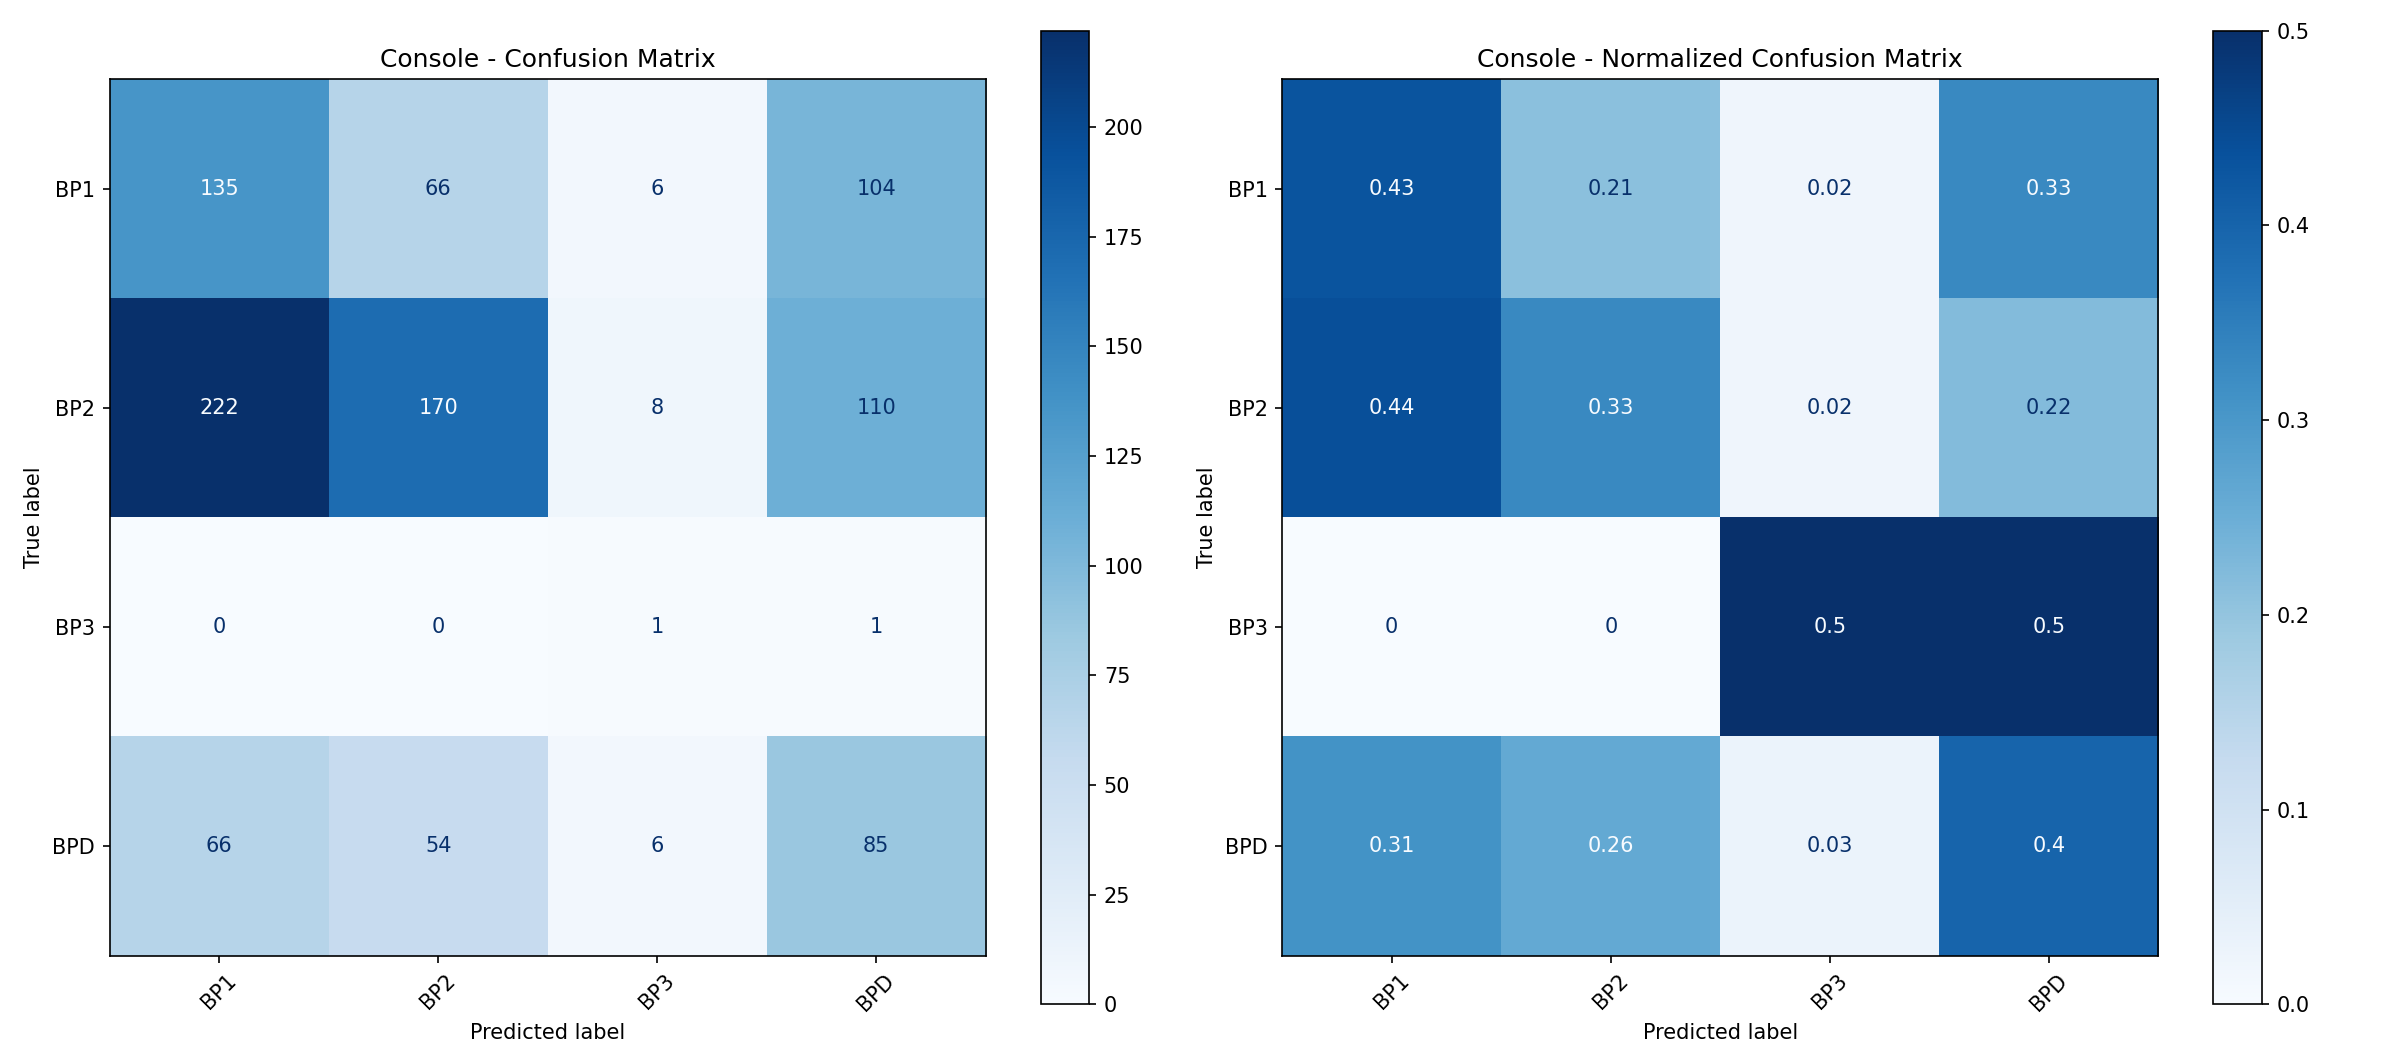 Console - Confusion Matrix
True label
BP1
135 66 6 104
BP2
222 170 8 110
BP3
0 0 1 1
BPD
66 54 6 85
BP1 BP2 BP3 BPD
Predicted label
200
175
150
125
100
75
50
25
0
Console - Normalized Confusion Matrix
True label
BP1
0.43 0.21 0.02 0.33
BP2
0.44 0.33 0.02 0.22
BP3
0 0 0.5 0.5
BPD
0.31 0.26 0.03 0.4
BP1 BP2 BP3 BPD
Predicted label
0.5
0.4
0.3
0.2
0.1
0.0